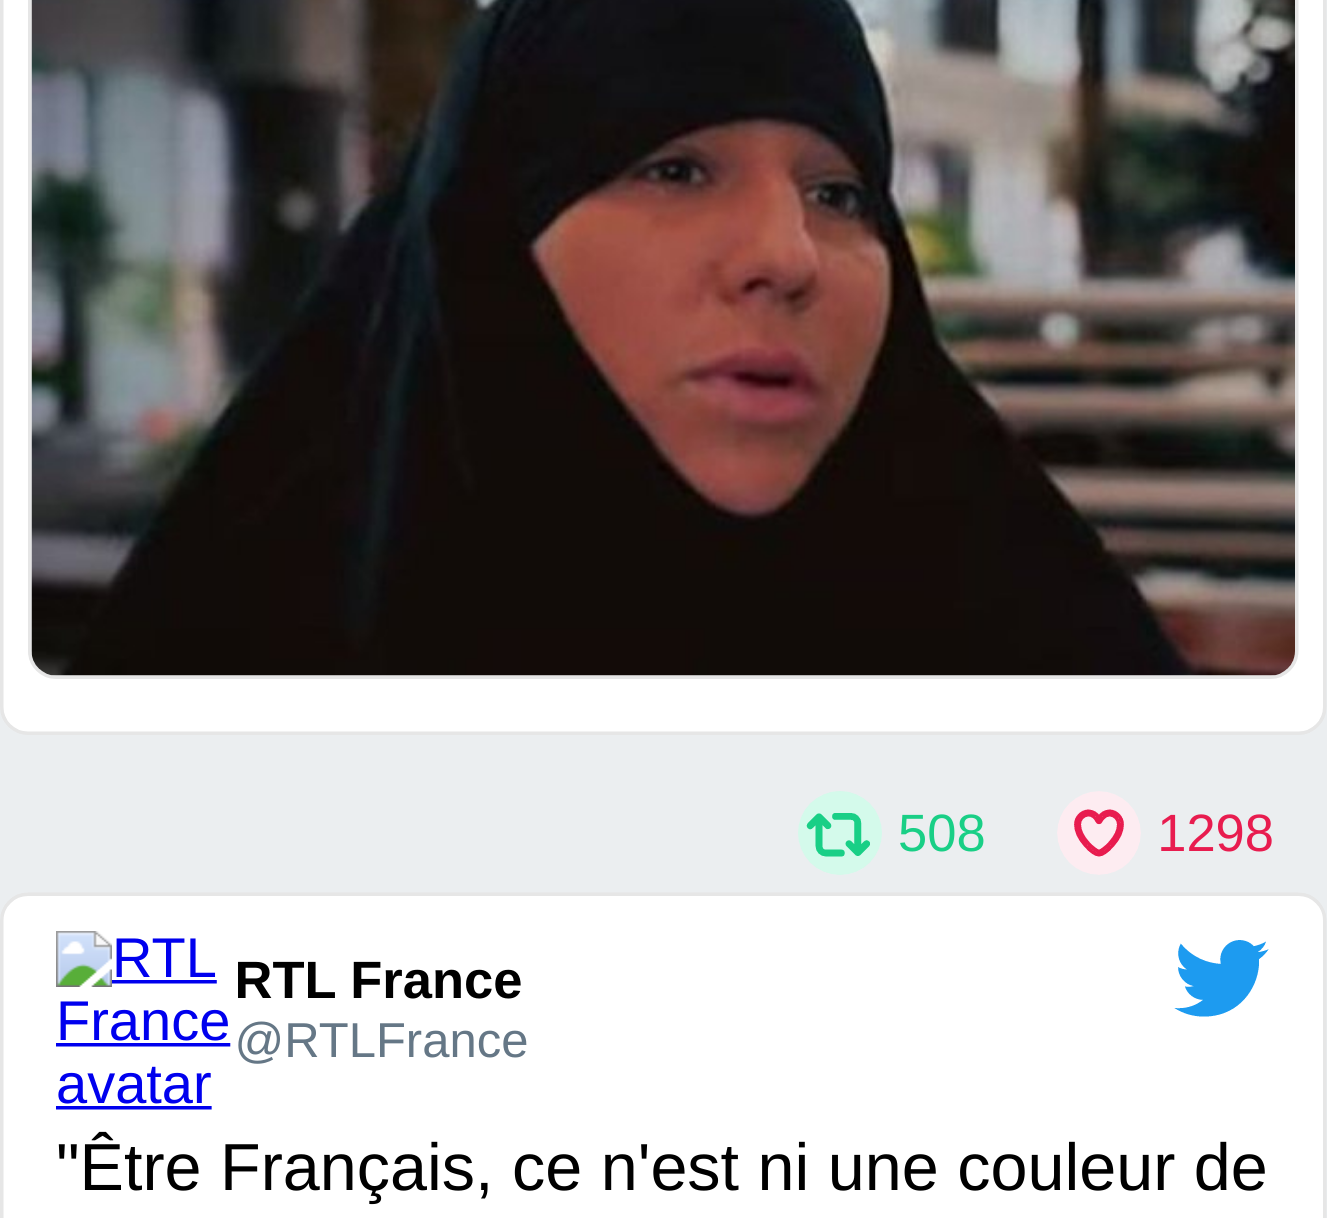 508 1298
RTL
France
avatar
RTL France
@RTLFrance
"Être Français, ce n'est ni une couleur de